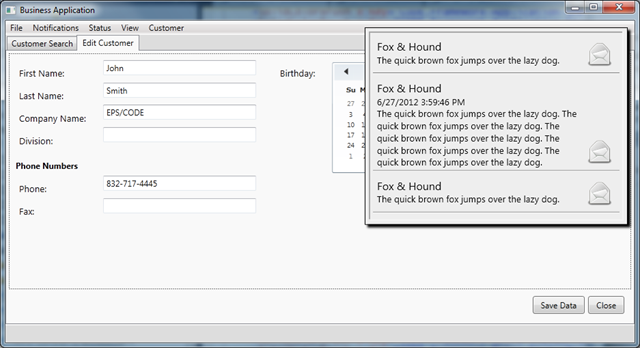 Business Application
File Notifications Status View Customer
Customer Search Edit Customer
First Name: John
Last Name: Smith
Company Name: EPS/CODE
Division:
Phone Numbers
Phone: 832-717-4445
Fax:
Birthday:
Su M
27 2
3 4
10 1
17 1
24 2
1
Fox & Hound
The quick brown fox jumps over the lazy dog.
Fox & Hound
6/27/2012 3:59:46 PM
The quick brown fox jumps over the lazy dog. The
quick brown fox jumps over the lazy dog. The
quick brown fox jumps over the lazy dog. The
quick brown fox jumps over the lazy dog. The
quick brown fox jumps over the lazy dog.
Fox & Hound
The quick brown fox jumps over the lazy dog.
Save Data Close